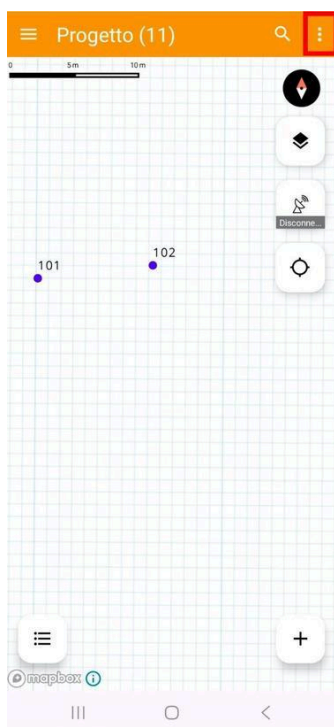 Progetto (11)
0 5m 10m
Disconne...
102
101
mapbox